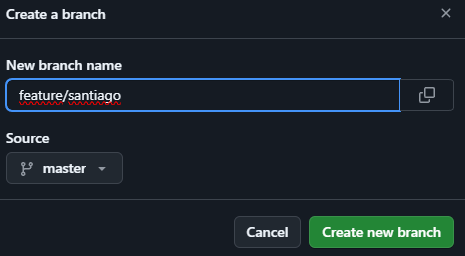 Create a branch
New branch name
feature/santiago
Source
master
Cancel
Create new branch